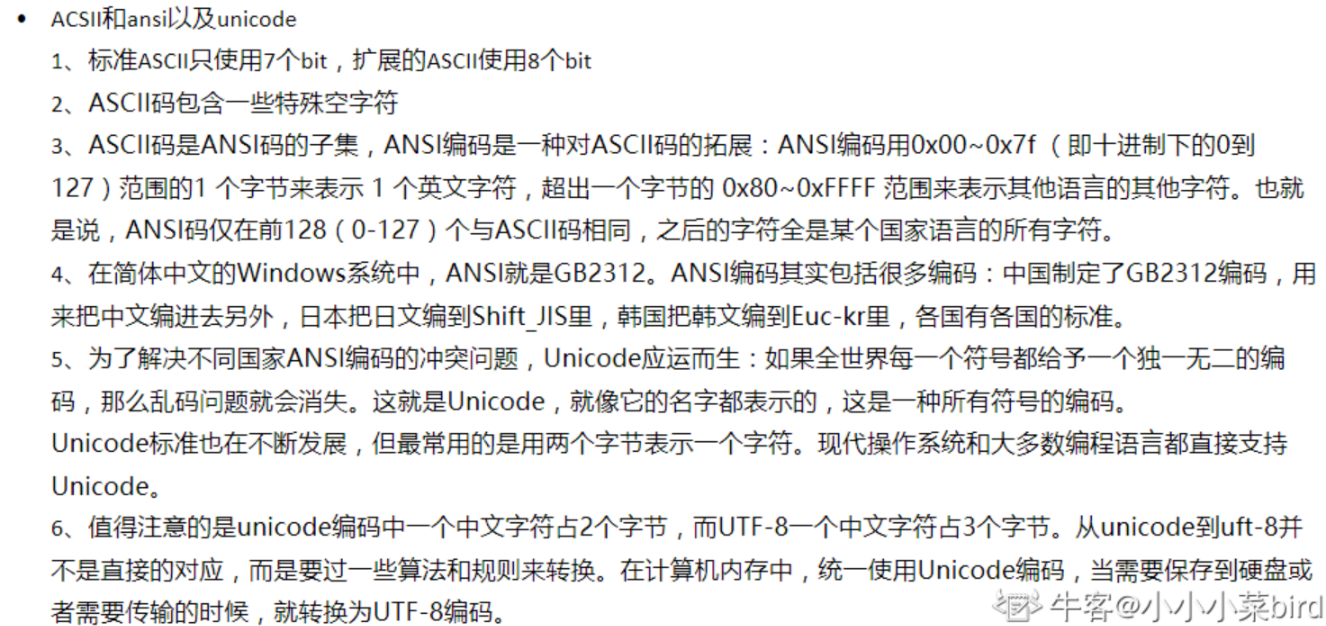 • ACSII和ansi以及unicode
1、标准ASCII只使用7个bit，扩展的ASCII使用8个bit
2、ASCII码包含一些特殊空字符
3、ASCII码是ANSI码的子集，ANSI编码是一种对ASCII码的拓展：ANSI编码用0x00~0x7f （即十进制下的0到
127）范围的1 个字节来表示 1 个英文字符，超出一个字节的 0x80~0xFFFF 范围来表示其他语言的其他字符。也就
是说，ANSI码仅在前128（0-127）个与ASCII码相同，之后的字符全是某个国家语言的所有字符。
4、在简体中文的Windows系统中，ANSI就是GB2312。ANSI编码其实包括很多编码：中国制定了GB2312编码，用
来把中文编进去另外，日本把日文编到Shift_JIS里，韩国把韩文编到Euc-kr里，各国有各国的标准。
5、为了解决不同国家ANSI编码的冲突问题，Unicode应运而生：如果全世界每一个符号都给予一个独一无二的编
码，那么乱码问题就会消失。这就是Unicode，就像它的名字都表示的，这是一种所有符号的编码。
Unicode标准也在不断发展，但最常用的是用两个字节表示一个字符。现代操作系统和大多数编程语言都直接支持
Unicode。
6、值得注意的是unicode编码中一个中文字符占2个字节，而UTF-8一个中文字符占3个字节。从unicode到uft-8并
不是直接的对应，而是要过一些算法和规则来转换。在计算机内存中，统一使用Unicode编码，当需要保存到硬盘或
者需要传输的时候，就转换为UTF-8编码。
牛客@小小小菜bird